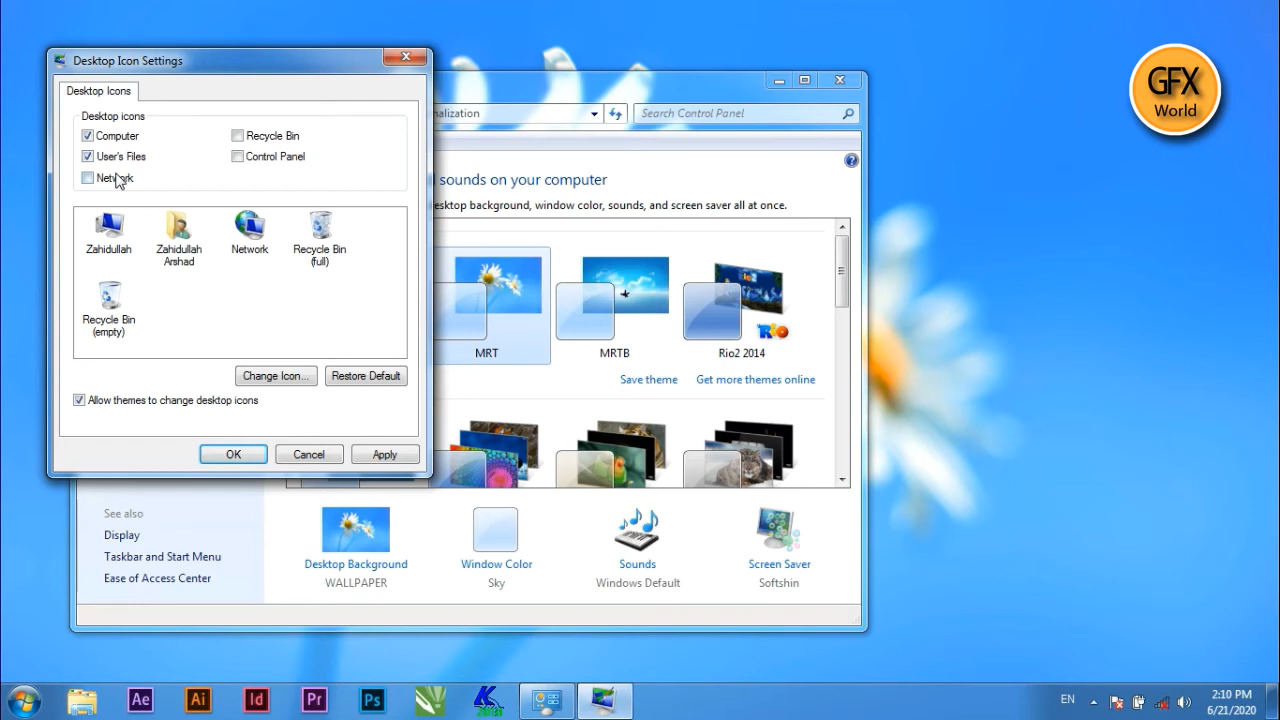 Desktop Icon Settings
Desktop Icons
Desktop icons
Computer
Recycle Bin
User's Files
Control Panel
Network
Zahidullah
Zahidullah
Arshad
Network
Recycle Bin
(full)
Recycle Bin
(empty)
Change Icon...
Restore Default
Allow themes to change desktop icons
OK
Cancel
Apply
nalization
Search Control Panel
sounds on your computer
esktop background, window color, sounds, and screen saver all at once.
MRT
MRTB
Rio2 2014
Save theme
Get more themes online
See also
Display
Taskbar and Start Menu
Ease of Access Center
Desktop Background
WALLPAPER
Window Color
Sky
Sounds
Windows Default
Screen Saver
Softshin
GFX
World
Ae
Ai
Id
Pr
Ps
EN
2:10 PM
6/21/2020